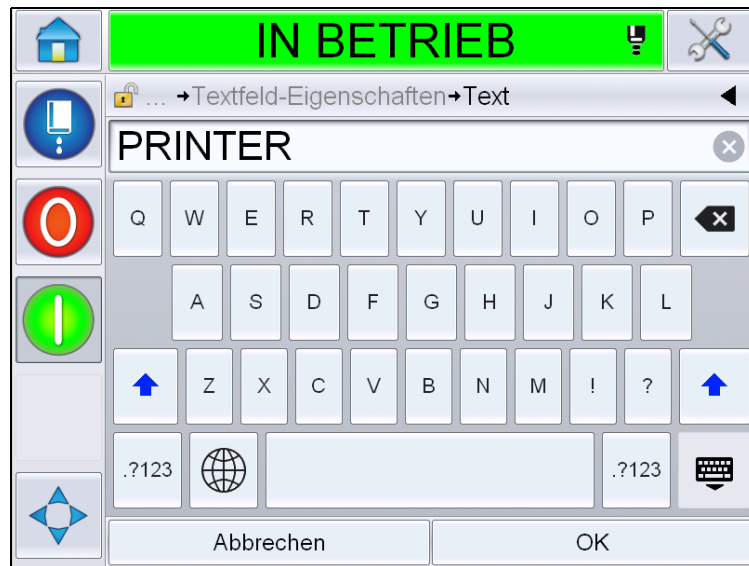 IN BETRIEB
... →Textfeld-Eigenschaften→Text
PRINTER
Q W E R T Y U I O P
A S D F G H J K L
Z X C V B N M ! ?
.?123 .?123
Abbrechen OK